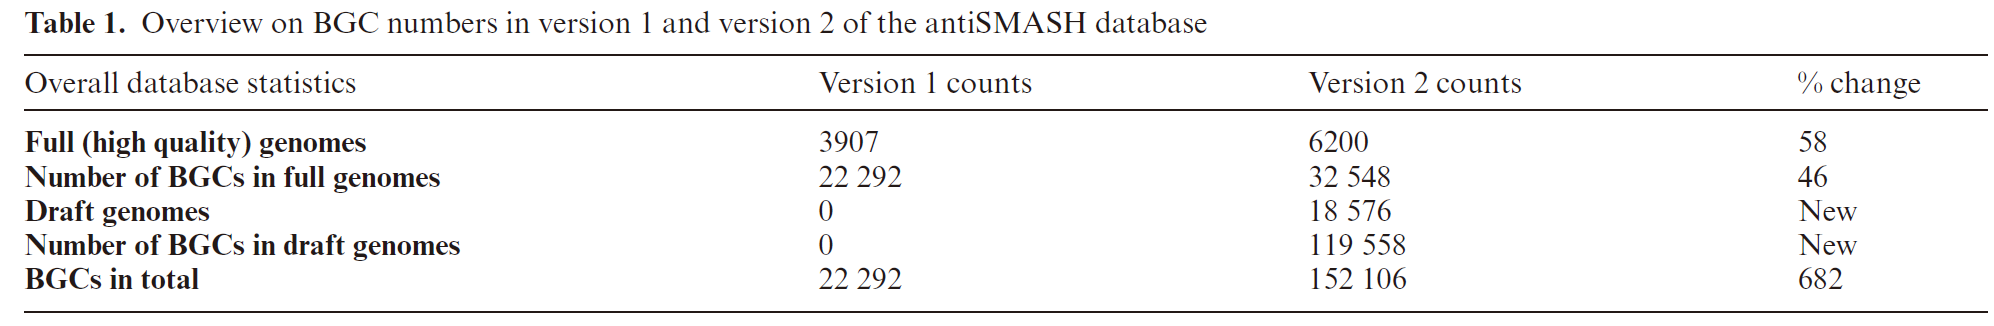 Table 1. Overview on BGC numbers in version 1 and version 2 of the antiSMASH database
Overall database statistics Version 1 counts Version 2 counts % change
Full (high quality) genomes 3907 6200 58
Number of BGCs in full genomes 22 292 32 548 46
Draft genomes 0 18 576 New
Number of BGCs in draft genomes 0 119 558 New
BGCs in total 22 292 152 106 682